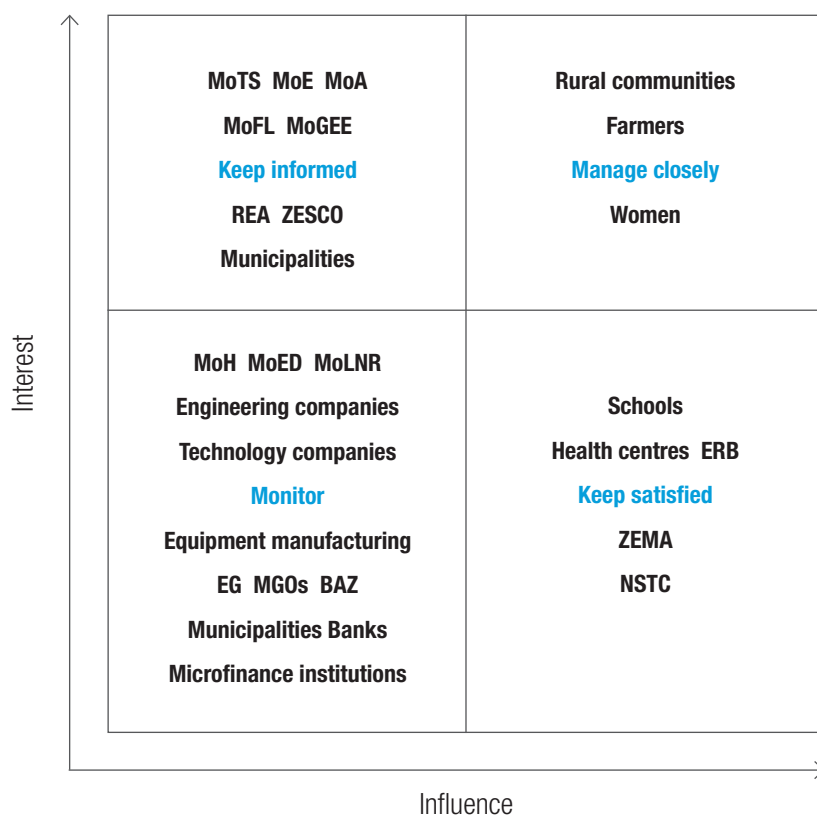 MoTS MoE MoA
MoFL MoGEE
Keep informed
REA ZESCO
Municipalities
Rural communities
Farmers
Manage closely
Women
Interest
MoH MoED MoLNR
Engineering companies
Technology companies
Monitor
Equipment manufacturing
EG MGOs BAZ
Municipalities Banks
Microfinance institutions
Schools
Health centres ERB
Keep satisfied
ZEMA
NSTC
Influence